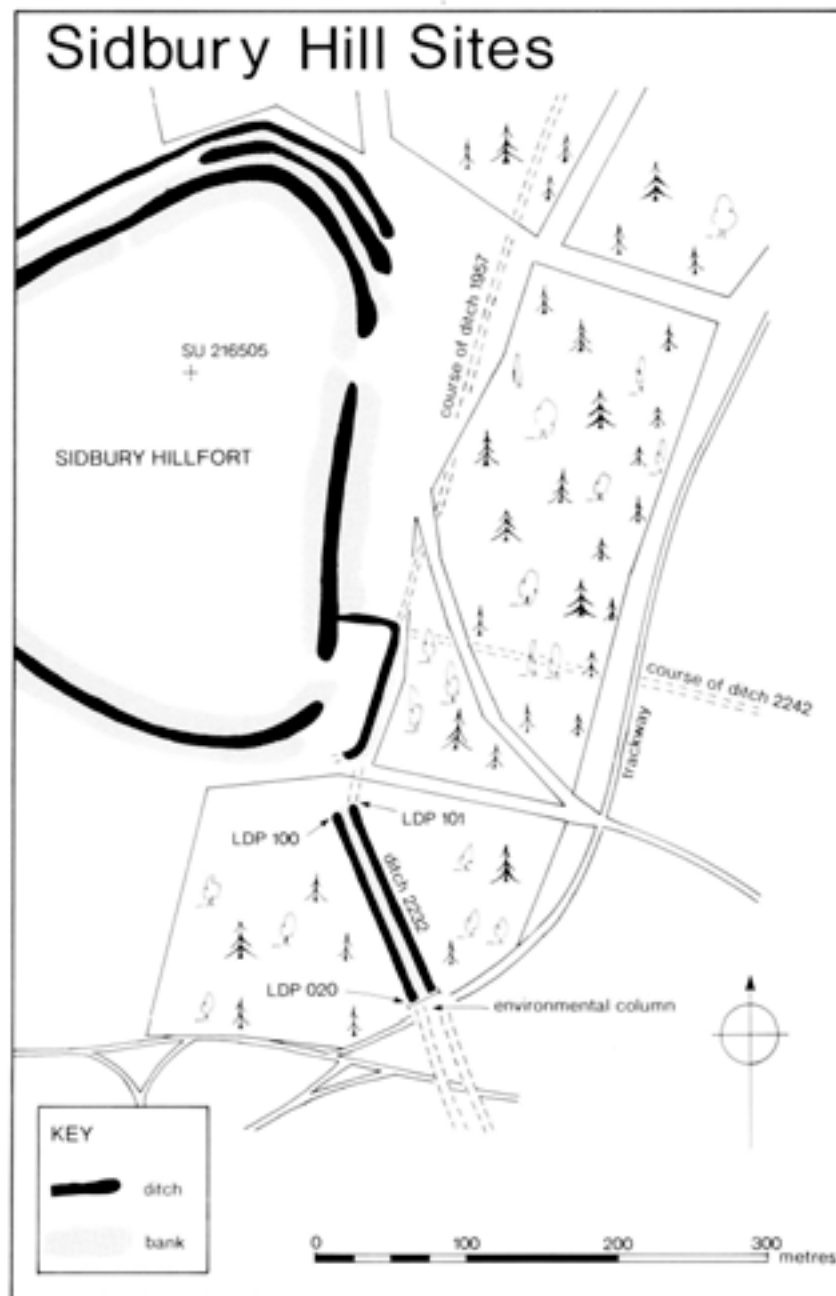 Sidbury Hill Sites
course of ditch 1957
SU 216505
SIDBURY HILLFORT
course of ditch 2242
trackway
LDP 100
LDP 101
ditch 2232
LDP 020
environmental column
KEY
ditch
bank
0 100 200 300
metres